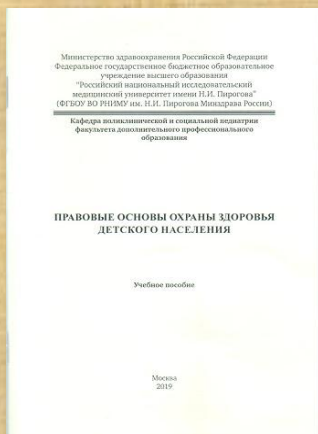 Министерство здравоохранения Российской Федерации
Федеральное государственное бюджетное образовательное
учреждение высшего образования
"Российский национальный исследовательский
медицинский университет имени Н.И. Пирогова"
(ФГБОУ ВО РНИМУ им. Н.И. Пирогова Минздрава России)
Кафедра поликлинической и социальной педиатрии
факультета дополнительного профессионального
образования
ПРАВОВЫЕ ОСНОВЫ ОХРАНЫ ЗДОРОВЬЯ
ДЕТСКОГО НАСЕЛЕНИЯ
Учебное пособие
Москва
2019